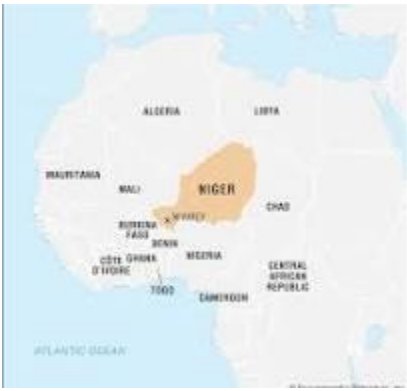 ALGERIA
LIBYA
MAURITANIA
MALI
NIGER
CHAD
NIAMEY
BURKINA
FASO
BENIN
NIGERIA
CÔTE
D'IVOIRE
GHANA
CENTRAL
AFRICAN
REPUBLIC
TOGO
CAMEROON
ATLANTIC OCEAN